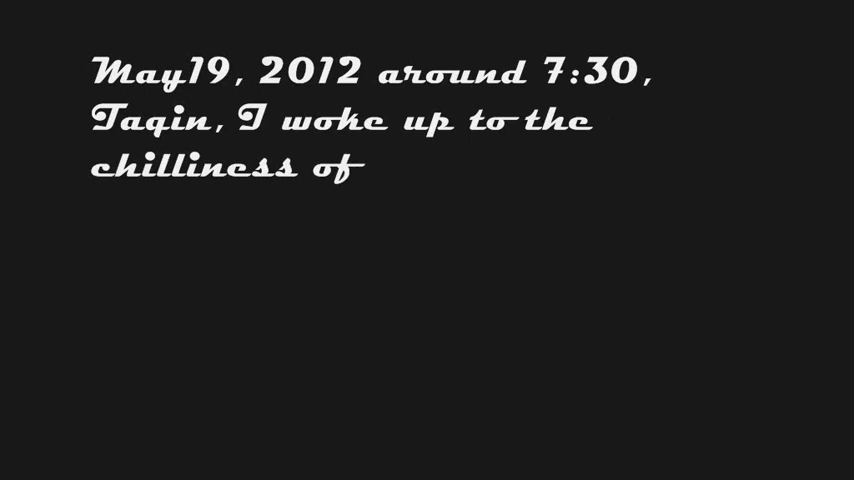 May19, 2012 around 7:30,
Taqin, I woke up to the
chilliness of